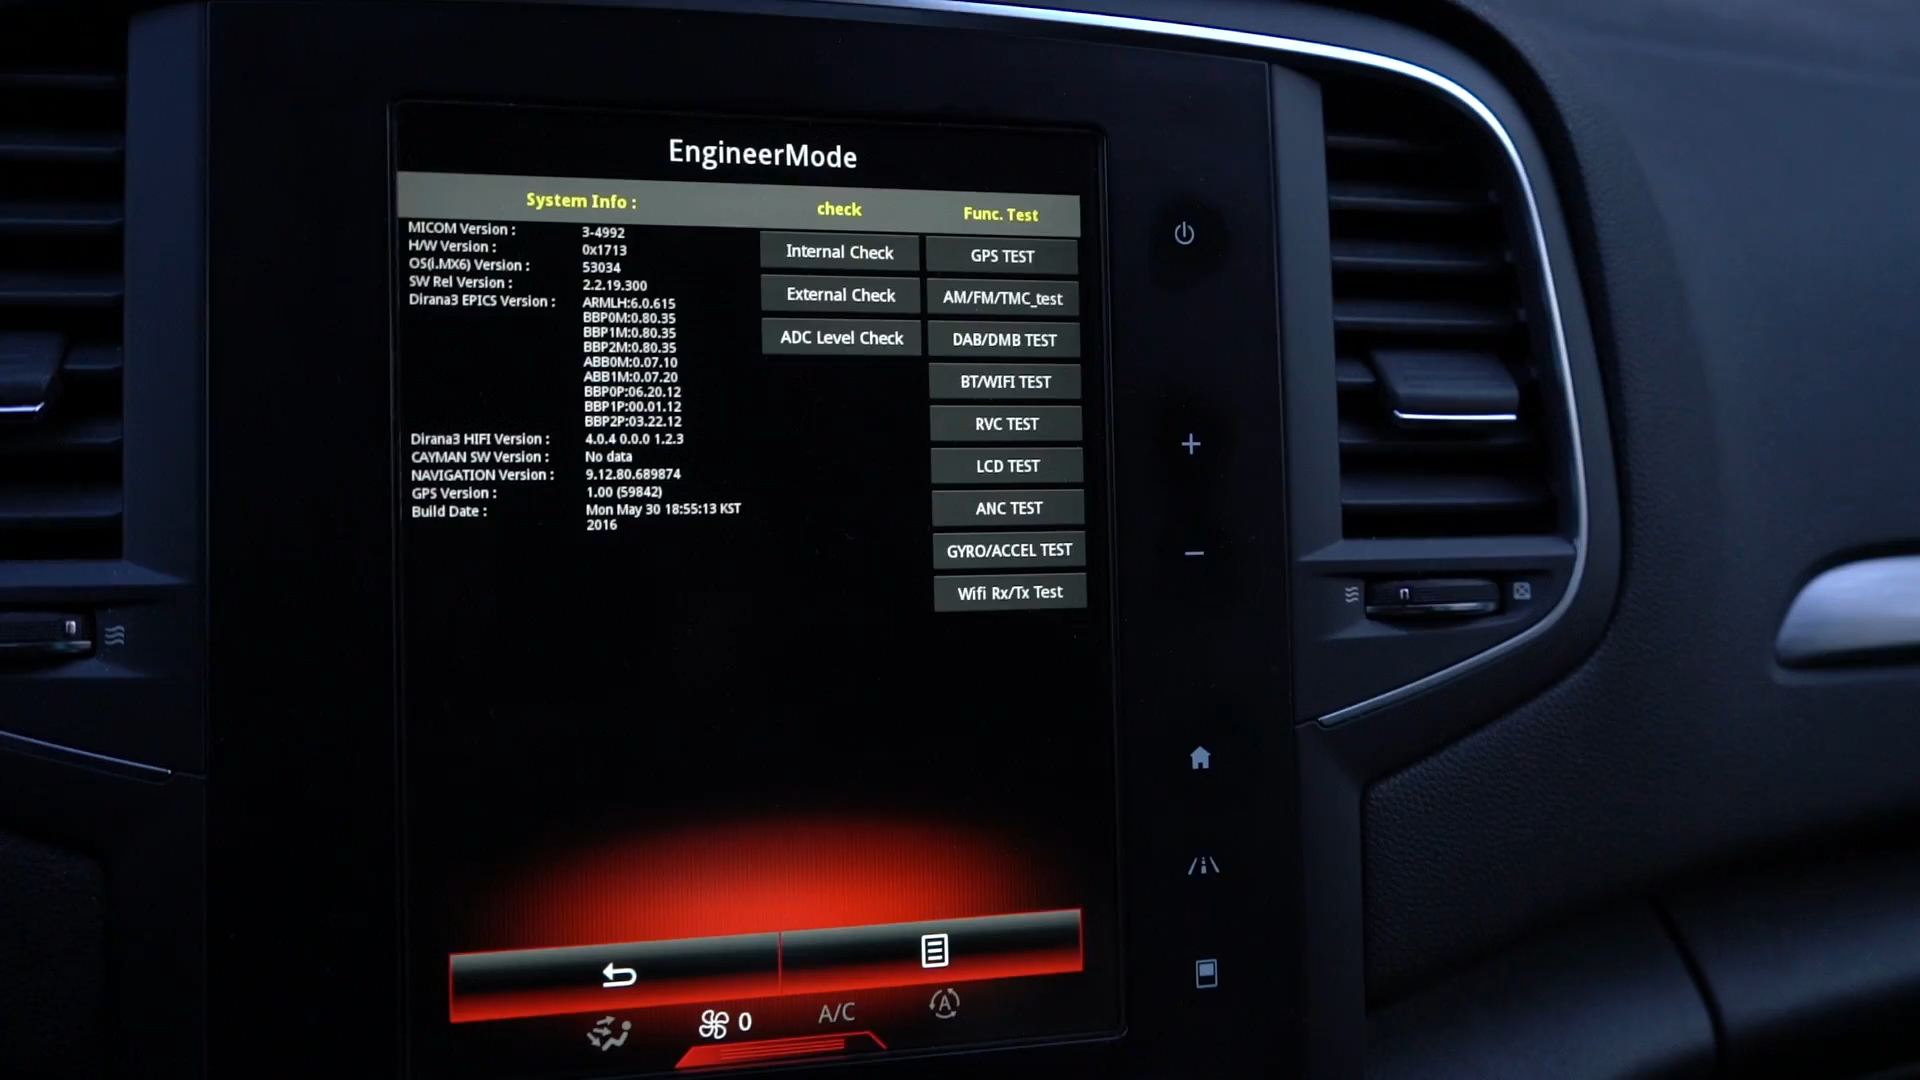 EngineerMode
System Info : check Func. Test
MICOM Version : 3-4992
H/W Version : 0x1713
OS(i.MX6) Version : 53034
SW Rel Version : 2.2.19.300
Dirana3 EPICS Version : ARMLH:6.0.615
BBP0M:0.80.35
BBP1M:0.80.35
BBP2M:0.80.35
ABB0M:0.07.10
ABB1M:0.07.20
BBP0P:06.20.12
BBP1P:00.01.12
BBP2P:03.22.12
Dirana3 HIFI Version : 4.0.4 0.0.0 1.2.3
CAYMAN SW Version : No data
NAVIGATION Version : 9.12.80.689874
GPS Version : 1.00 (59842)
Build Date : Mon May 30 18:55:13 KST
2016
Internal Check
External Check
ADC Level Check
GPS TEST
AM/FM/TMC_test
DAB/DMB TEST
BT/WIFI TEST
RVC TEST
LCD TEST
ANC TEST
GYRO/ACCEL TEST
Wifi Rx/Tx Test
0
A/C
A